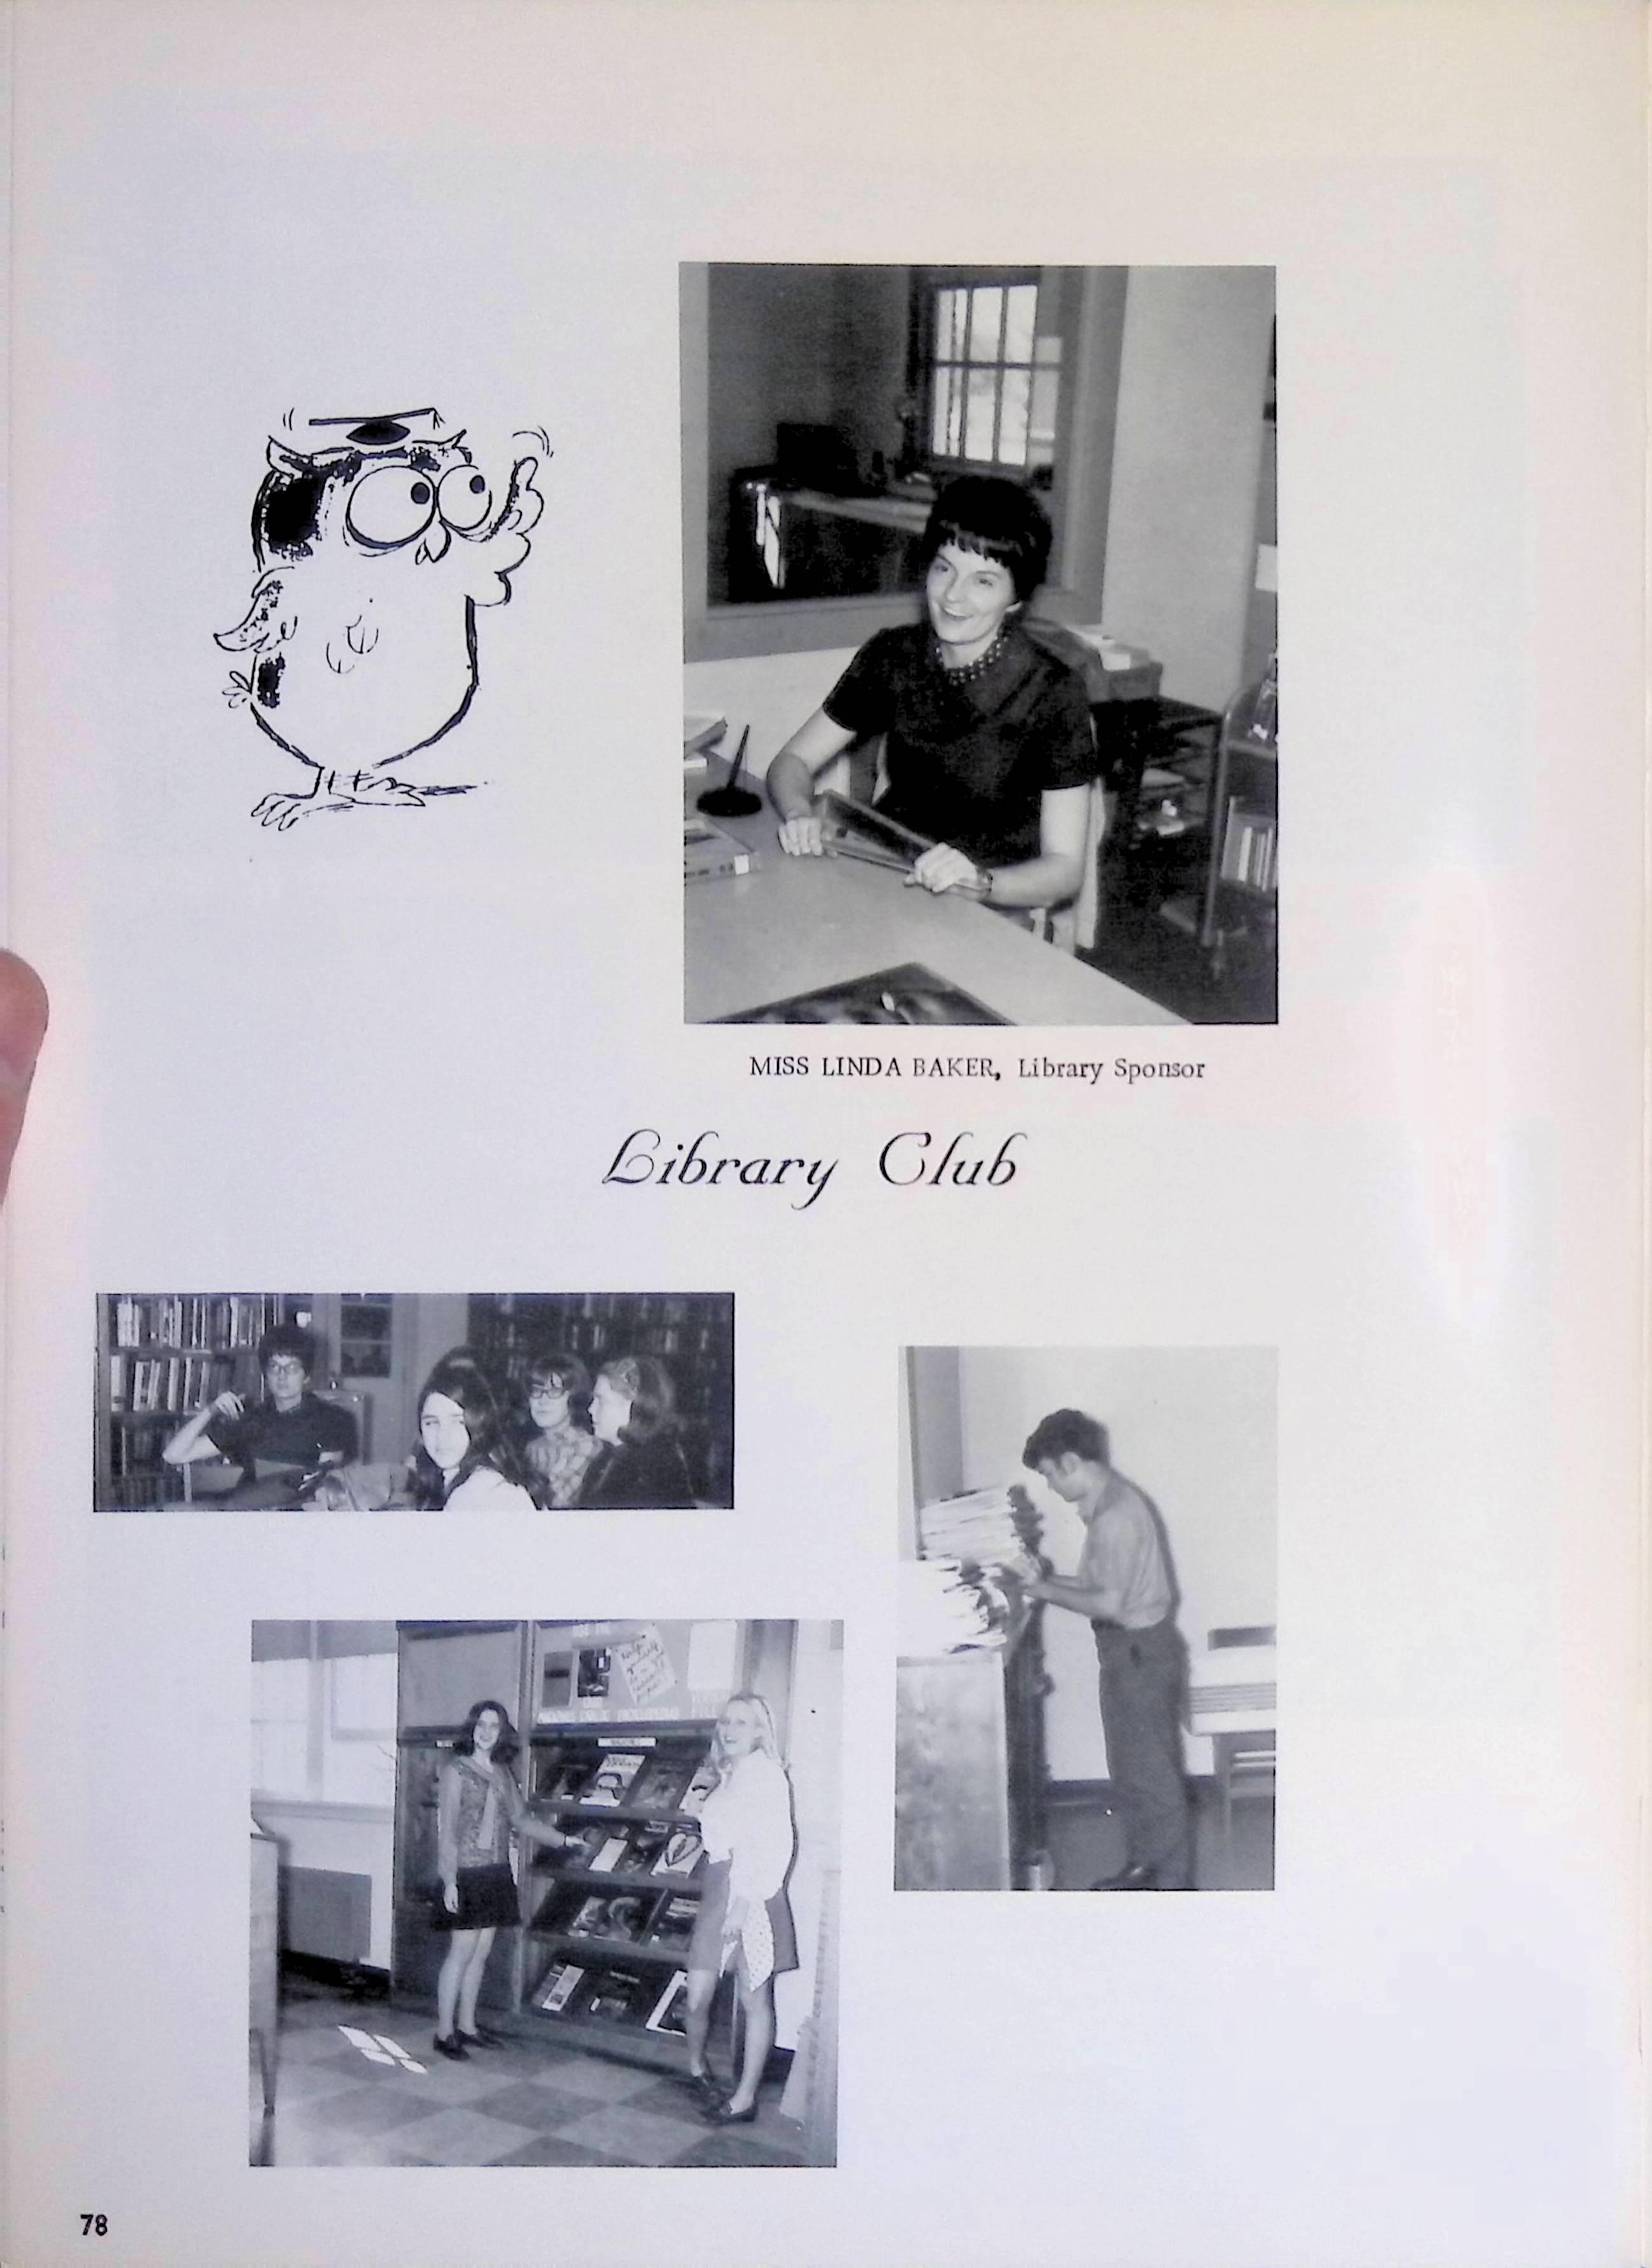 MISS LINDA BAKER, Library Sponsor
Library Club
78